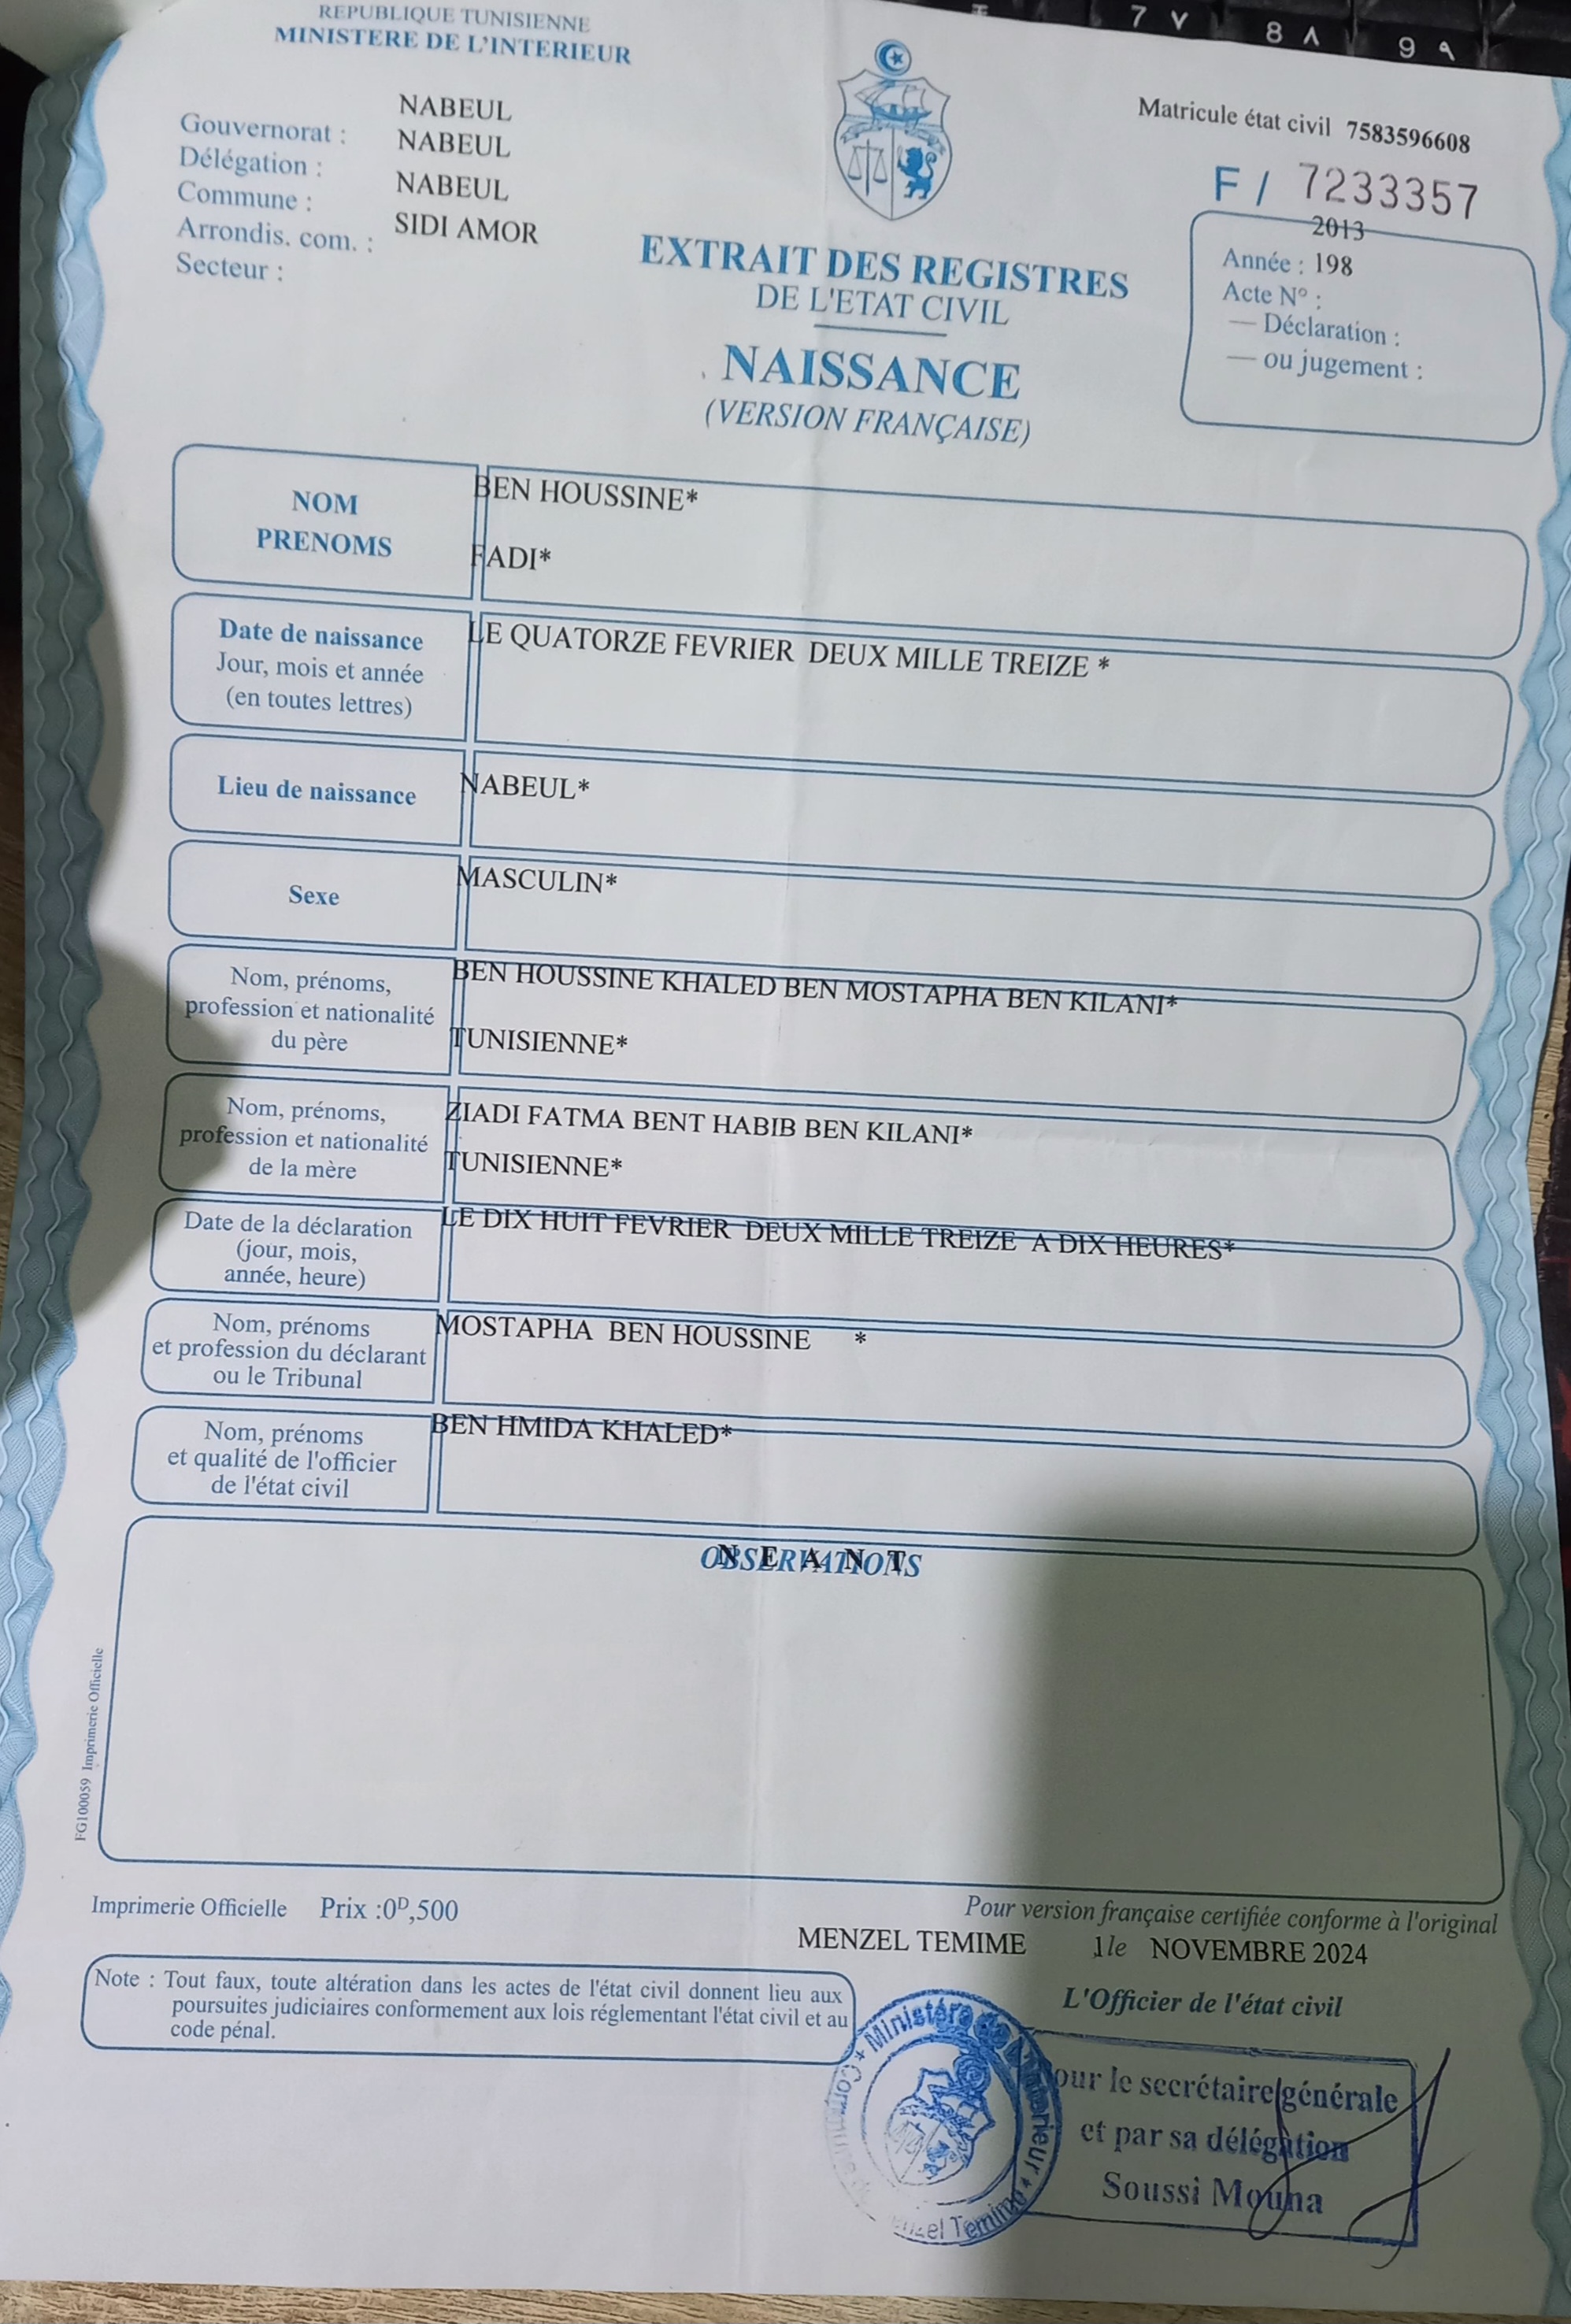 REPUBLIQUE TUNISIENNE
MINISTERE DE L'INTERIEUR
7 ٧ 8 ٨ 9 ٩
Gouvernorat : NABEUL
Délégation : NABEUL
Commune : NABEUL
Arrondis. com. : SIDI AMOR
Secteur :
Matricule état civil 7583596608
F / 7233357
2013
Année : 198
Acte N° :
— Déclaration :
— ou jugement :
EXTRAIT DES REGISTRES
DE L'ETAT CIVIL
NAISSANCE
(VERSION FRANÇAISE)
NOM
PRENOMS
BEN HOUSSINE*
FADI*
Date de naissance
Jour, mois et année
(en toutes lettres)
LE QUATORZE FEVRIER DEUX MILLE TREIZE *
Lieu de naissance
NABEUL*
Sexe
MASCULIN*
Nom, prénoms,
profession et nationalité
du père
BEN HOUSSINE KHALED BEN MOSTAPHA BEN KILANI*
TUNISIENNE*
Nom, prénoms,
profession et nationalité
de la mère
ZIADI FATMA BENT HABIB BEN KILANI*
TUNISIENNE*
Date de la déclaration
(jour, mois,
année, heure)
LE DIX HUIT FEVRIER DEUX MILLE TREIZE A DIX HEURES*
Nom, prénoms
et profession du déclarant
ou le Tribunal
MOSTAPHA BEN HOUSSINE *
Nom, prénoms
et qualité de l'officier
de l'état civil
BEN HMIDA KHALED*
OBSERVATIONS
N E A N T
FG100059 Imprimerie Officielle
Imprimerie Officielle Prix :0ᴰ,500
Pour version française certifiée conforme à l'original
MENZEL TEMIME 1le NOVEMBRE 2024
L'Officier de l'état civil
Note : Tout faux, toute altération dans les actes de l'état civil donnent lieu aux
poursuites judiciaires conformement aux lois réglementant l'état civil et au
code pénal.
Ministère de l'Interieur
Menzel Temime
Pour le secrétaire générale
et par sa délégation
Soussi Mouna